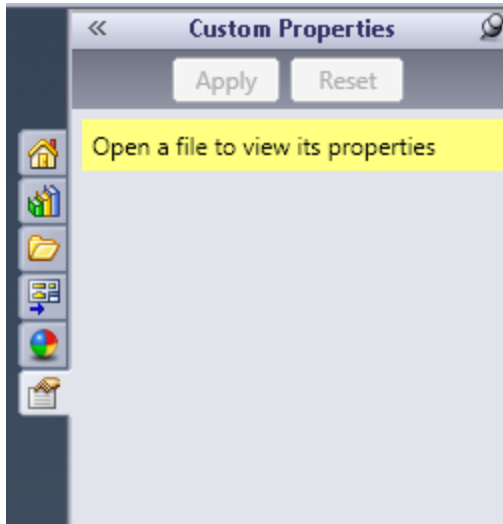 Custom Properties
Apply Reset
Open a file to view its properties